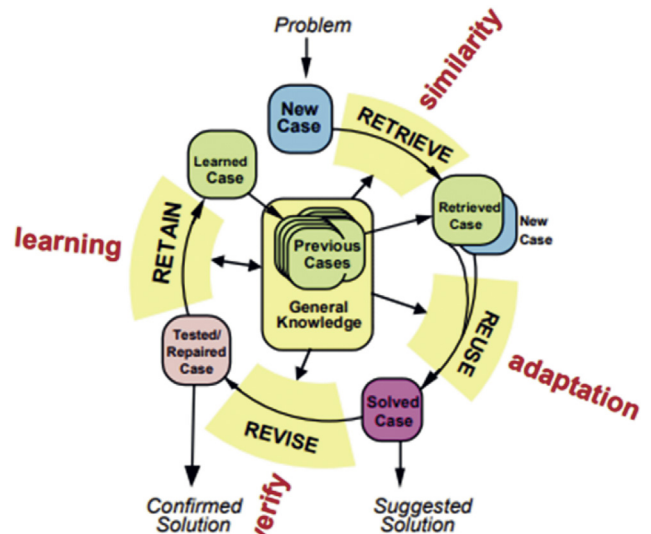 Problem
similarity
New
Case
RETRIEVE
Learned
Case
Retrieved
Case
New
Case
Previous
Cases
learning
RETAIN
General
Knowledge
Tested/
Repaired
Case
REUSE
adaptation
Solved
Case
REVISE
verify
Confirmed
Solution
Suggested
Solution